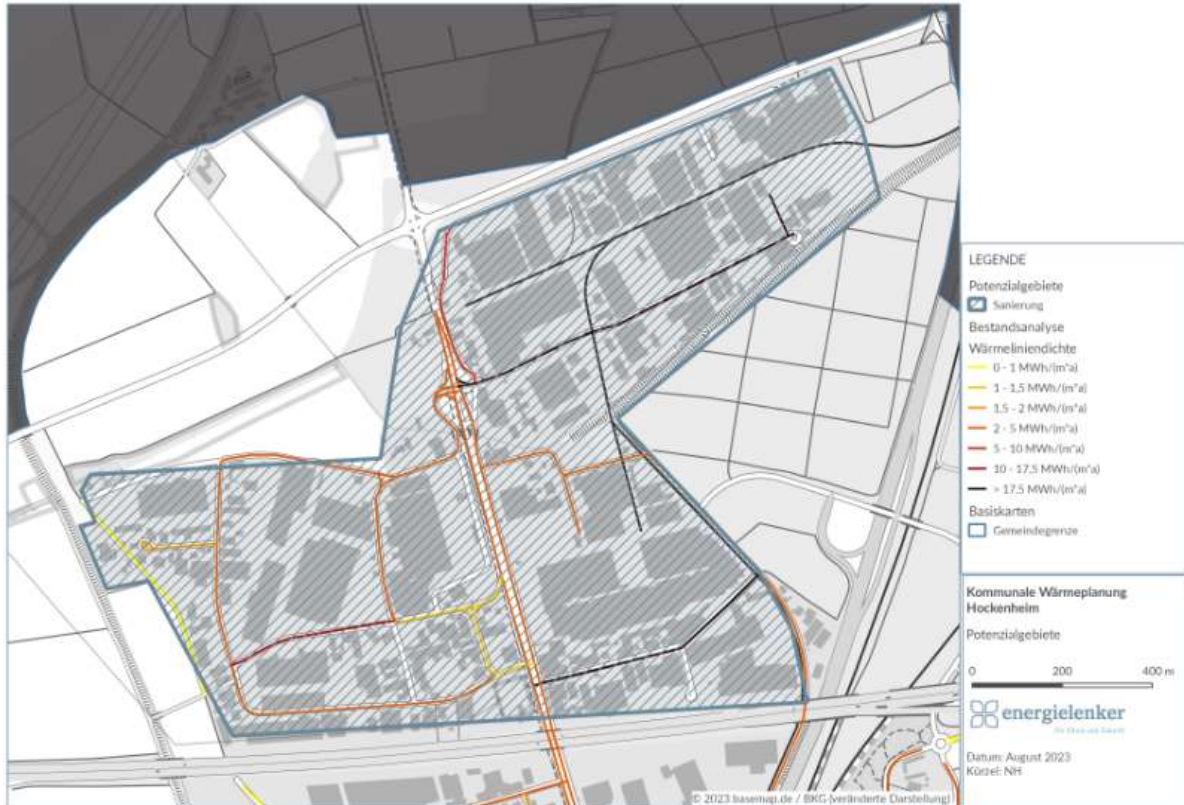 LEGENDE
Potenzialgebiete
Sanierung
Bestandsanalyse
Wärmeliniendichte
0 - 1 MWh/(m*a)
1 - 1,5 MWh/(m*a)
1,5 - 2 MWh/(m*a)
2 - 5 MWh/(m*a)
5 - 10 MWh/(m*a)
10 - 17,5 MWh/(m*a)
> 17,5 MWh/(m*a)
Basiskarten
Gemeindegrenze
Kommunale Wärmeplanung
Hockenheim
Potenzialgebiete
0 200 400 m
energielenker
Datum: August 2023
Kürzel: NH
© 2023 basemap.de / BKG (veränderte Darstellung)